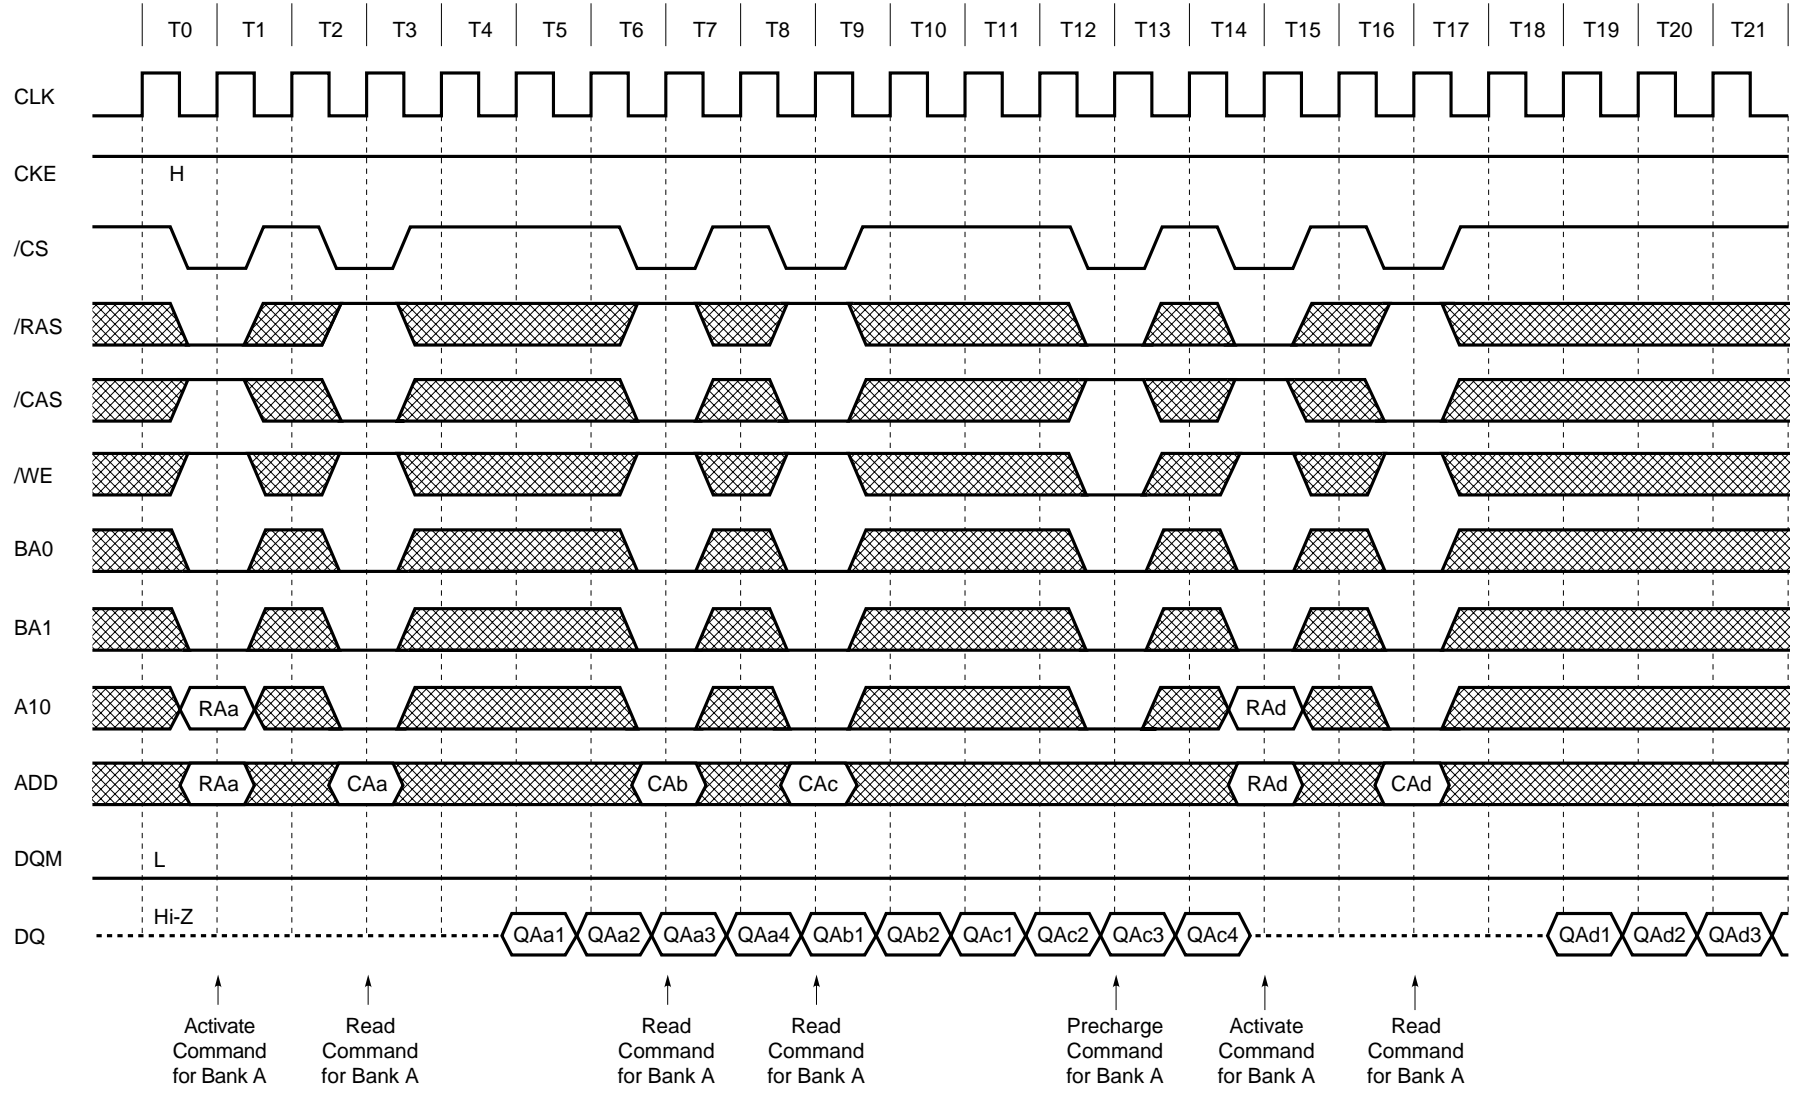 T0 T1 T2 T3 T4 T5 T6 T7 T8 T9 T10 T11 T12 T13 T14 T15 T16 T17 T18 T19 T20 T21
CLK
CKE H
/CS
/RAS
/CAS
/WE
BA0
BA1
A10 RAa RAd
ADD RAa CAa CAb CAc RAd CAd
DQM L
Hi-Z
DQ QAa1 QAa2 QAa3 QAa4 QAb1 QAb2 QAc1 QAc2 QAc3 QAc4 QAd1 QAd2 QAd3
Activate Read Read Read Precharge Activate Read
Command Command Command Command Command Command Command
for Bank A for Bank A for Bank A for Bank A for Bank A for Bank A for Bank A